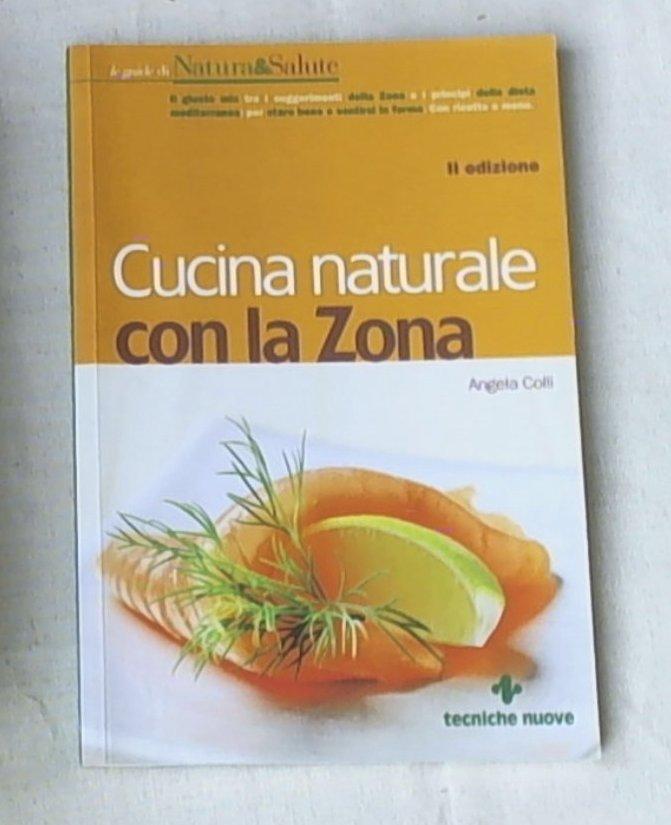 le guide di Natura&Salute
Il giusto mix tra i suggerimenti della Zona e i principi della dieta
mediterranea per stare bene e sentirsi in forma. Con ricette e menù.
II edizione
Cucina naturale
con la Zona
Angela Colli
tecniche nuove